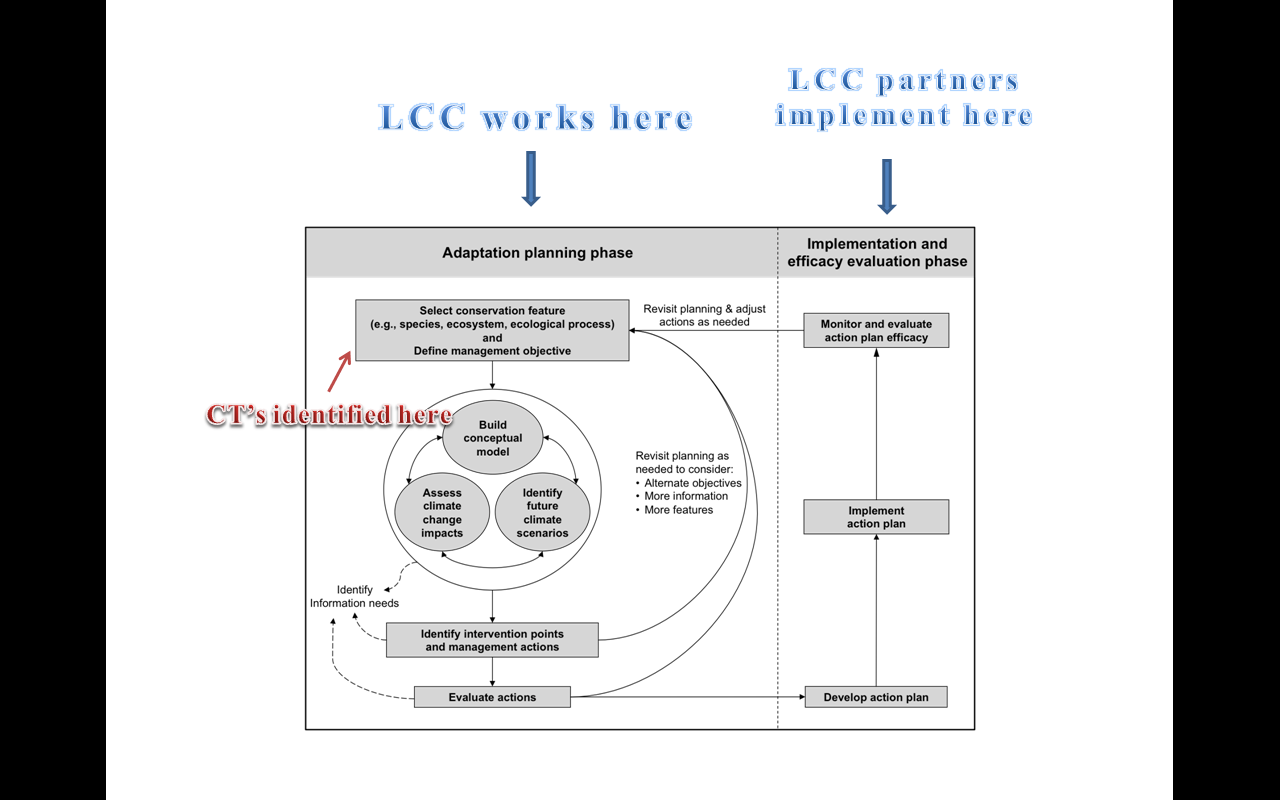 LCC works here
LCC partners
implement here
Adaptation planning phase
Implementation and
efficacy evaluation phase
Select conservation feature
(e.g., species, ecosystem, ecological process)
and
Define management objective
Revisit planning & adjust
actions as needed
Monitor and evaluate
action plan efficacy
CT's identified here
Build
conceptual
model
Assess
climate
change
impacts
Identify
future
climate
scenarios
Revisit planning as
needed to consider:
• Alternate objectives
• More information
• More features
Implement
action plan
Identify
Information needs
Identify intervention points
and management actions
Evaluate actions
Develop action plan